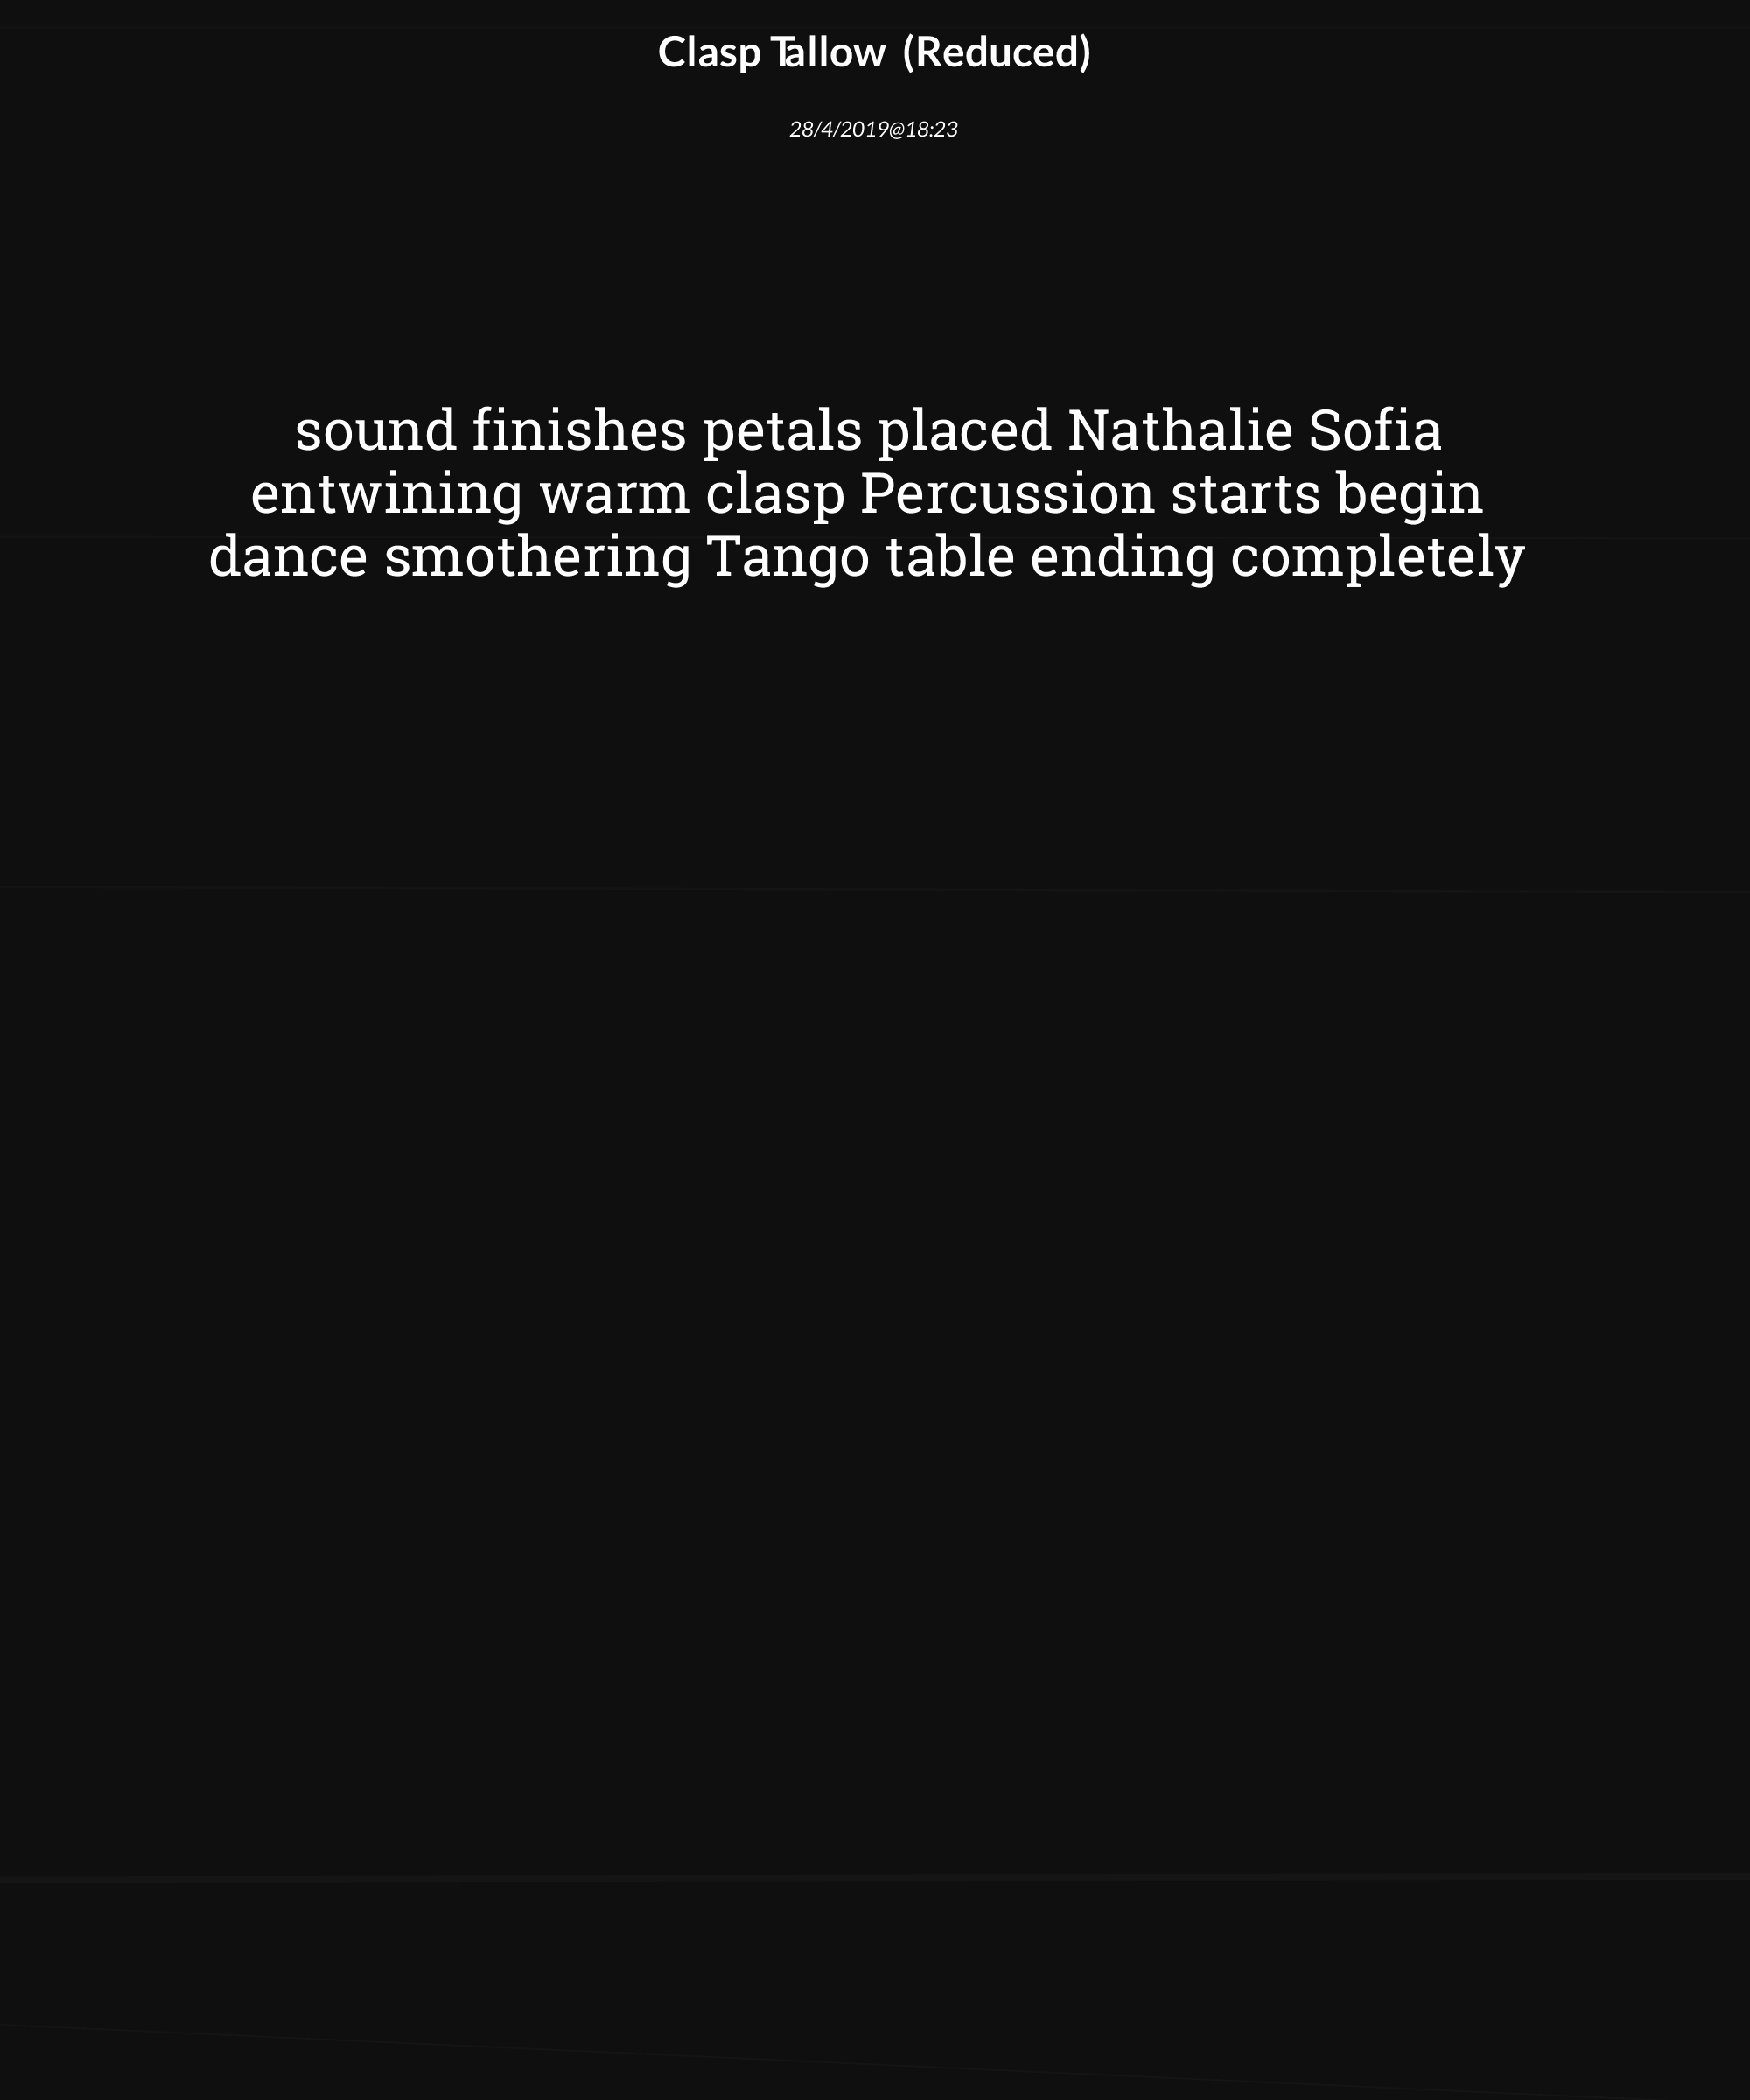 Clasp Tallow (Reduced)
28/4/2019@18:23
sound finishes petals placed Nathalie Sofia
entwining warm clasp Percussion starts begin
dance smothering Tango table ending completely